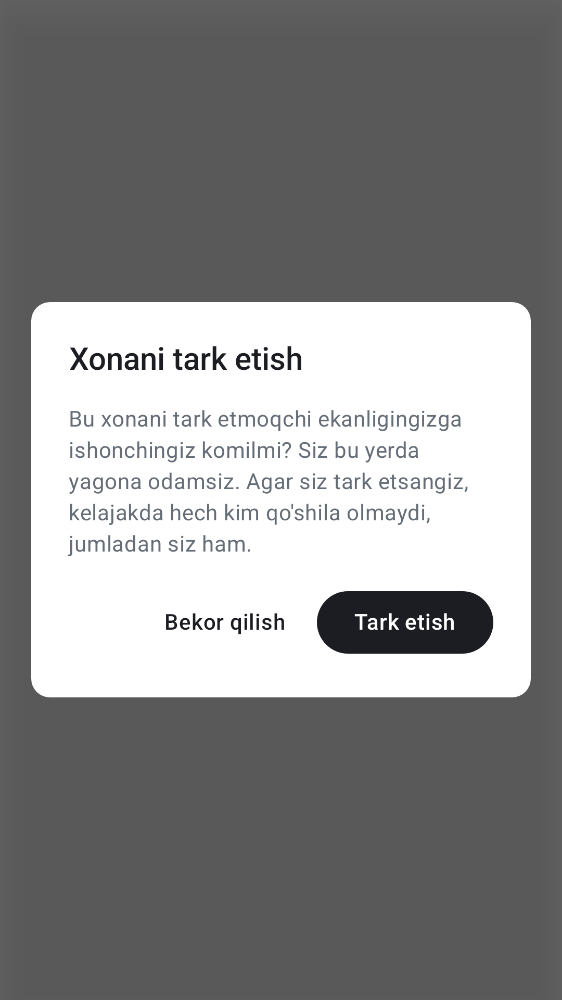 Xonani tark etish
Bu xonani tark etmoqchi ekanligingizga
ishonchingiz komilmi? Siz bu yerda
yagona odamsiz. Agar siz tark etsangiz,
kelajakda hech kim qo'shila olmaydi,
jumladan siz ham.
Bekor qilish
Tark etish